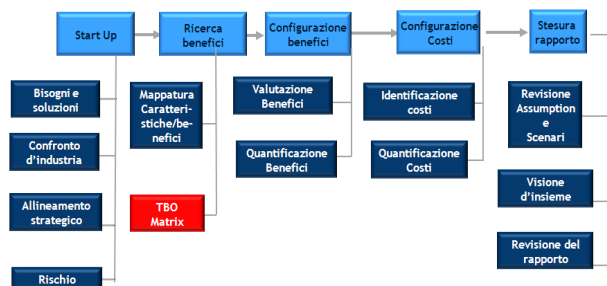 Start Up
Ricerca
benefici
Configurazione
benefici
Configurazione
Costi
Stesura
rapporto
Bisogni e
soluzioni
Confronto
d'industria
Allineamento
strategico
Rischio
Mappatura
Caratteri-
stiche/be-
nefici
TBO
Matrix
Valutazione
Benefici
Quantificazione
Benefici
Identificazione
costi
Quantificazione
Costi
Revisione
Assumption
e
Scenari
Visione
d'insieme
Revisione del
rapporto